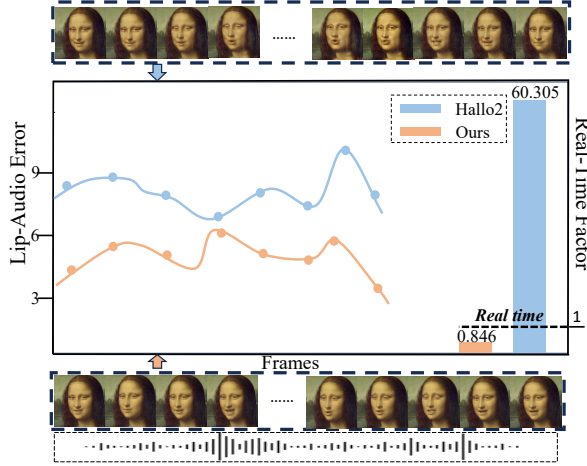 ......
60.305
Hallo2
Ours
Lip-Audio Error
9
6
3
Real-Time Factor
Real time
1
0.846
Frames
......